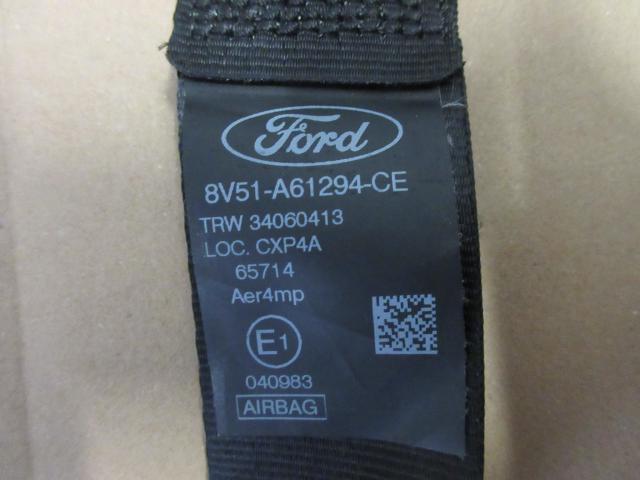 Ford
8V51-A61294-CE
TRW 34060413
LOC. CXP4A
65714
Aer4mp
E1
040983
AIRBAG